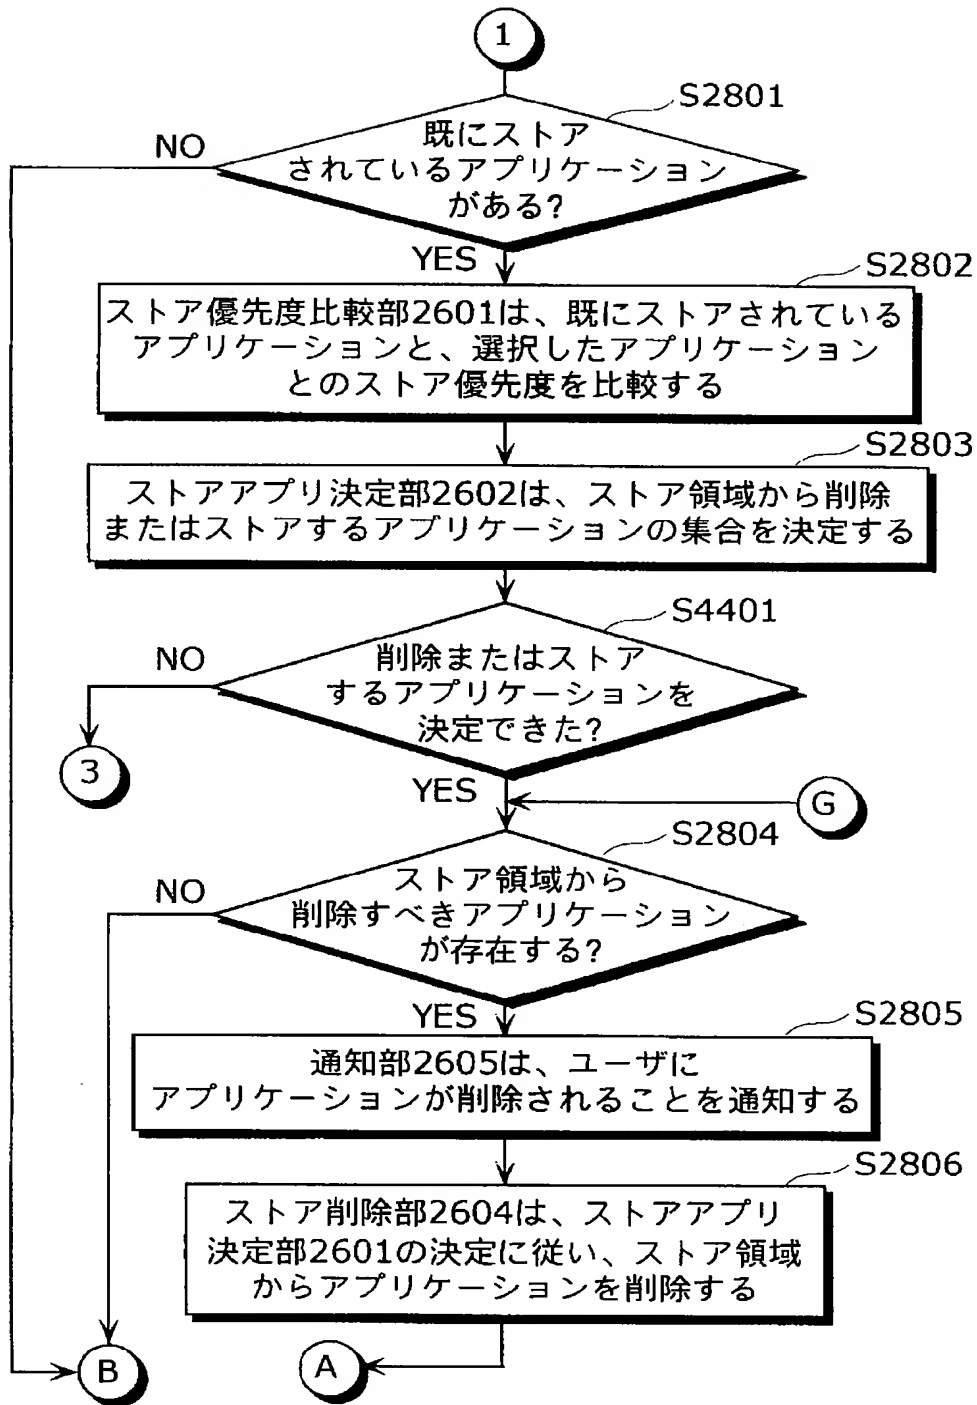 1
S2801
既にストア
されているアプリケーション
がある?
NO
YES
S2802
ストア優先度比較部2601は、既にストアされている
アプリケーションと、選択したアプリケーション
とのストア優先度を比較する
S2803
ストアアプリ決定部2602は、ストア領域から削除
またはストアするアプリケーションの集合を決定する
S4401
削除またはストア
するアプリケーションを
決定できた?
NO
3
YES
G
S2804
ストア領域から
削除すべきアプリケーション
が存在する?
NO
YES
S2805
通知部2605は、ユーザに
アプリケーションが削除されることを通知する
S2806
ストア削除部2604は、ストアアプリ
決定部2601の決定に従い、ストア領域
からアプリケーションを削除する
B
A